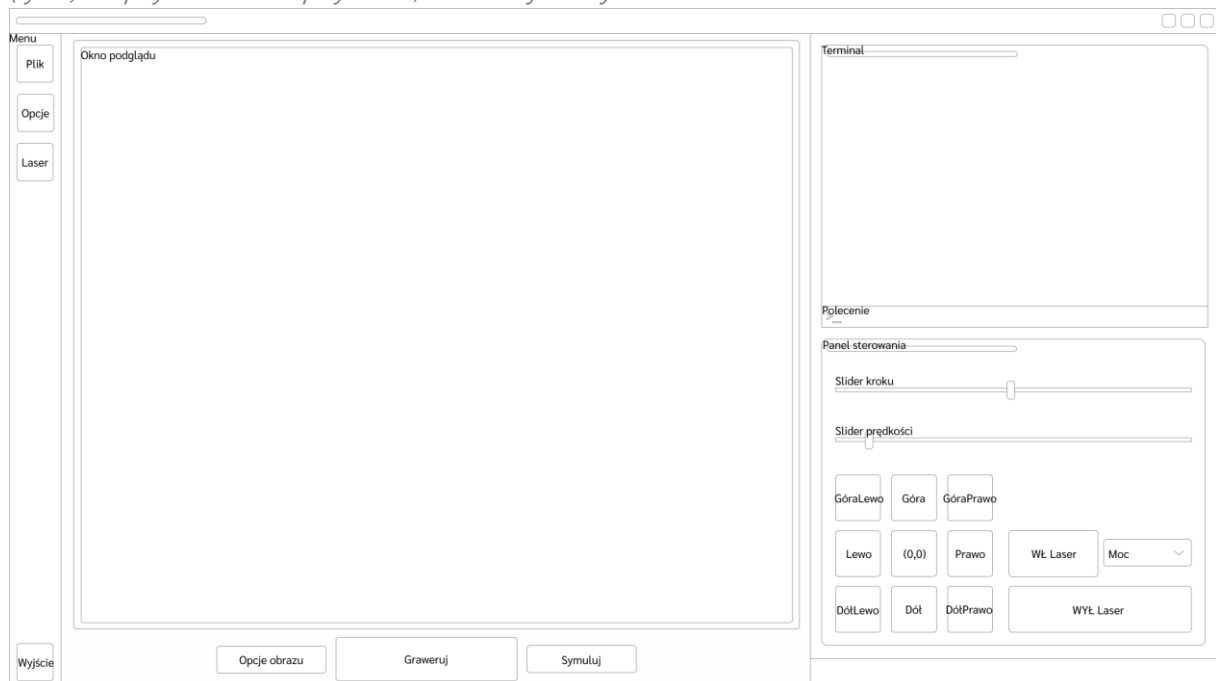 Menu
Plik
Opcje
Laser
Wyjście
Okno podglądu
Opcje obrazu
Graweruj
Symuluj
Terminal
Polecenie
>_
Panel sterowania
Slider kroku
Slider prędkości
GóraLewo Góra GóraPrawo
Lewo (0,0) Prawo WŁ Laser Moc
DółLewo Dół DółPrawo WYŁ Laser